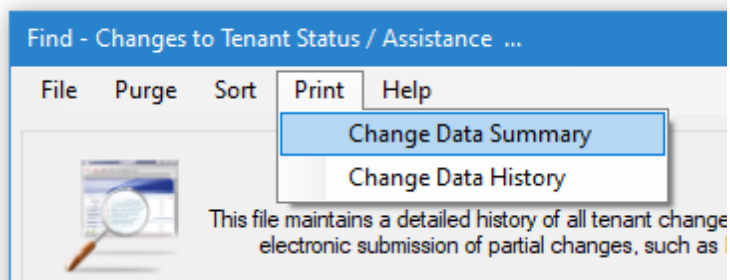 Find - Changes to Tenant Status / Assistance ...
File Purge Sort Print Help
Change Data Summary
Change Data History
This file maintains a detailed history of all tenant change
electronic submission of partial changes, such as